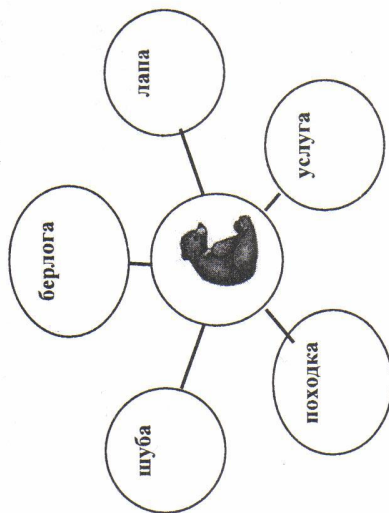 берлога
шуба
лапа
походка
услуга